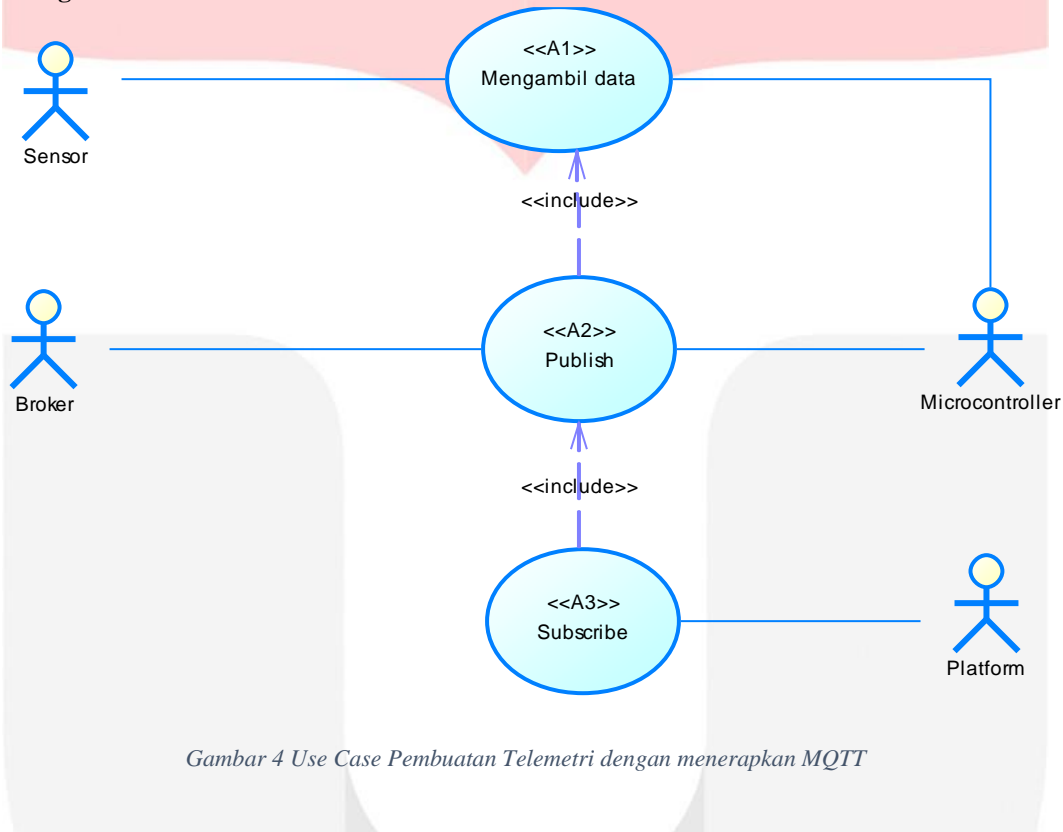 <<A1>>
Mengambil data
Sensor
<<include>>
<<A2>>
Publish
Broker
Microcontroller
<<include>>
<<A3>>
Subscribe
Platform
Gambar 4 Use Case Pembuatan Telemetri dengan menerapkan MQTT